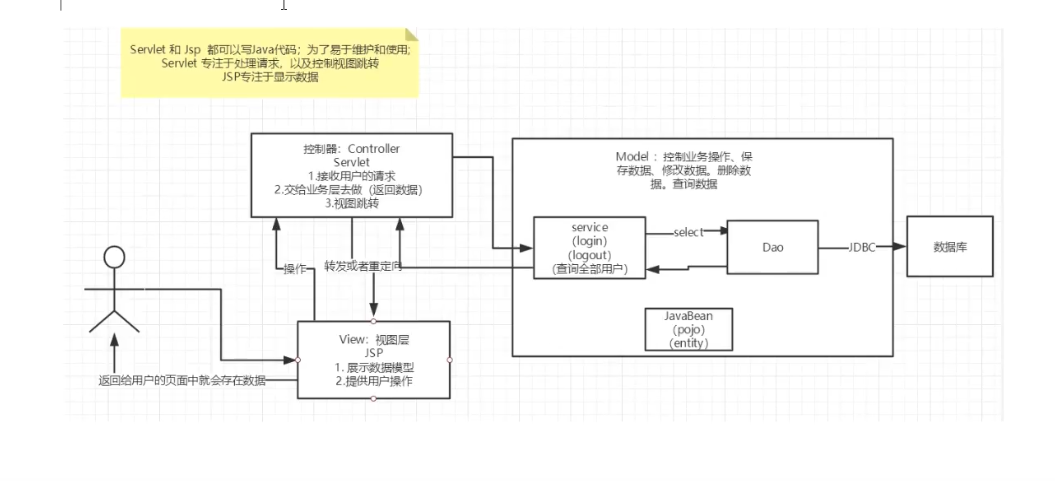 Servlet 和 Jsp 都可以写Java代码；为了易于维护和使用;
Servlet 专注于处理请求，以及控制视图跳转
JSP专注于显示数据
控制器：Controller
Servlet
1.接收用户的请求
2.交给业务层去做（返回数据）
3.视图跳转
Model ：控制业务操作、保
存数据、修改数据。删除数
据。查询数据
service
(login)
(logout)
(查询全部用户)
select
Dao
JDBC
数据库
JavaBean
(pojo)
(entity)
操作
转发或者重定向
View：视图层
JSP
1. 展示数据模型
2.提供用户操作
返回给用户的页面中就会存在数据